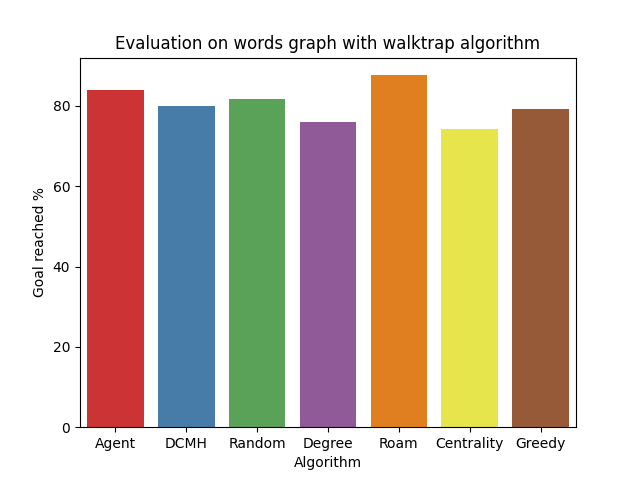 Evaluation on words graph with walktrap algorithm
Goal reached %
80
60
40
20
0
Agent DCMH Random Degree Roam Centrality Greedy
Algorithm